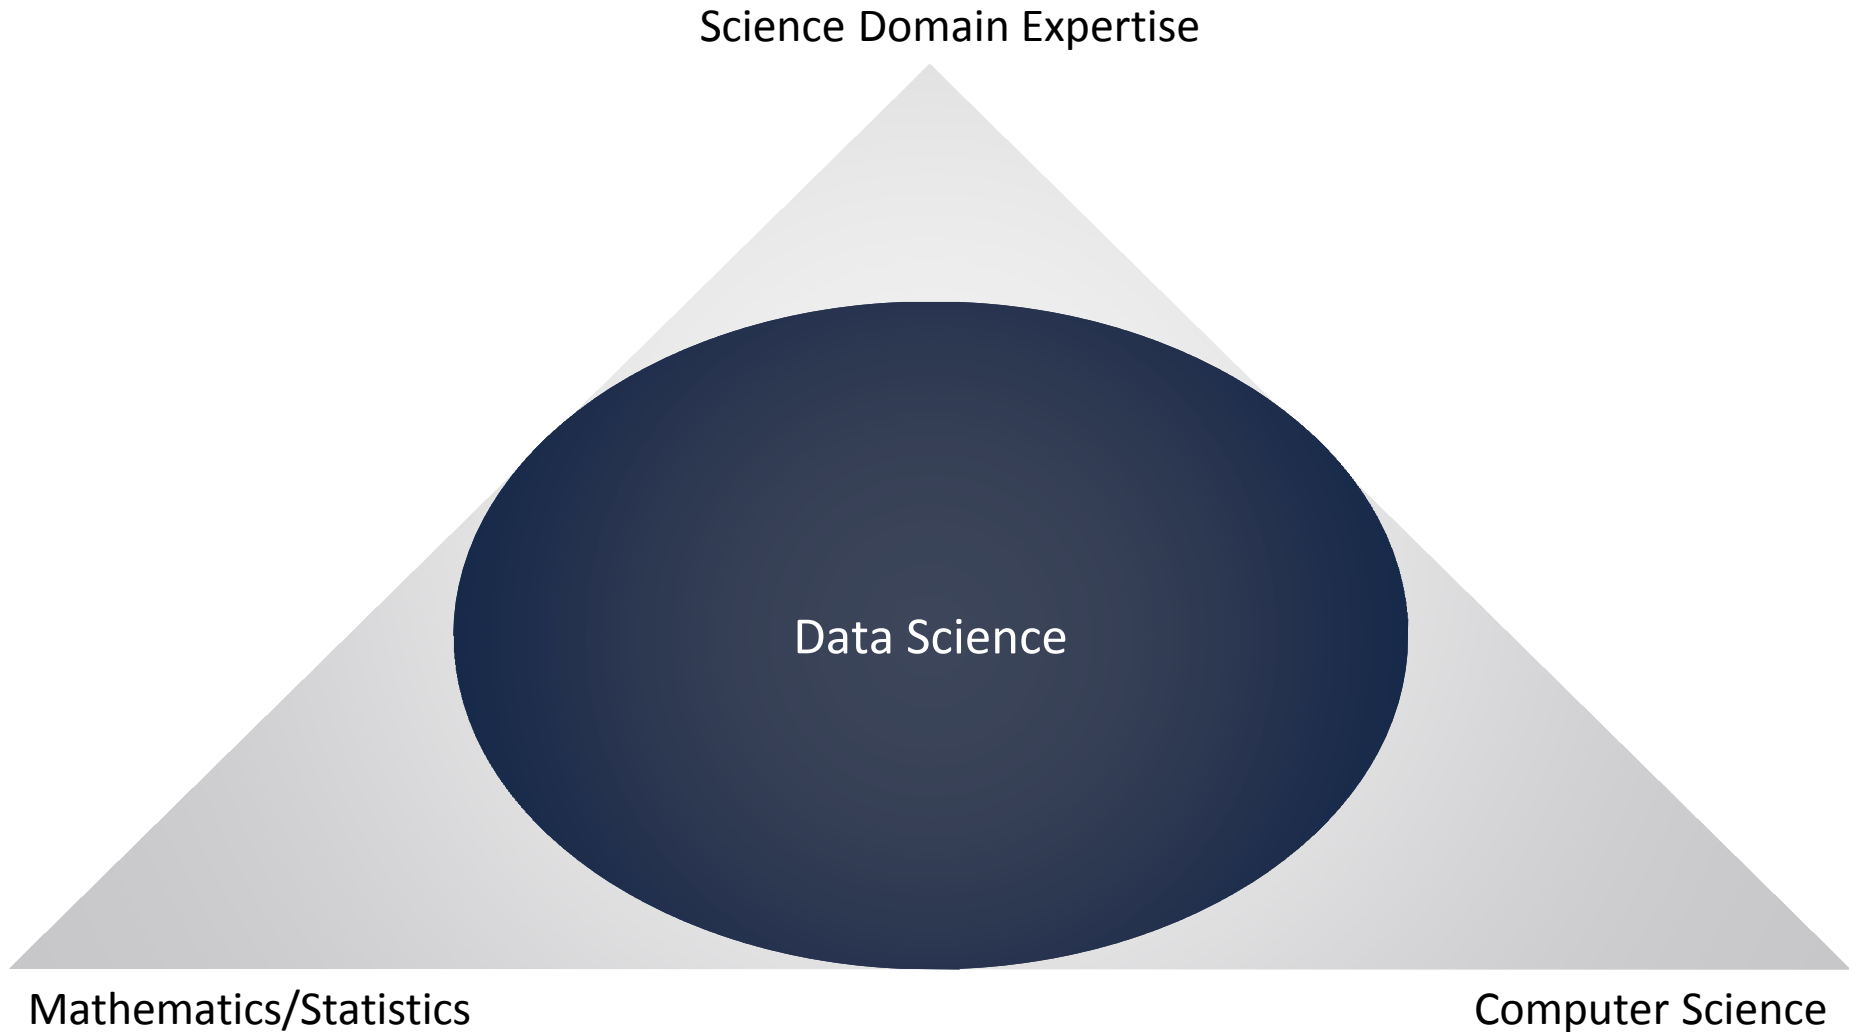 Science Domain Expertise
Data Science
Mathematics/Statistics
Computer Science